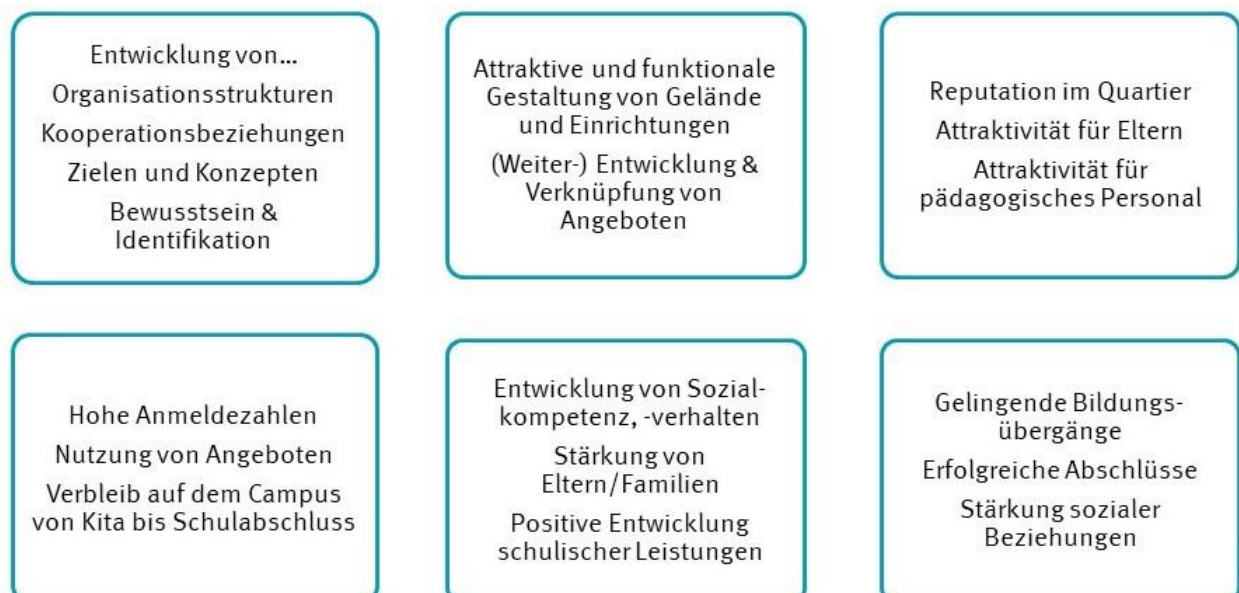 Entwicklung von...
Organisationsstrukturen
Kooperationsbeziehungen
Zielen und Konzepten
Bewusstsein &
Identifikation
Attraktive und funktionale
Gestaltung von Gelände
und Einrichtungen
(Weiter-) Entwicklung &
Verknüpfung von
Angeboten
Reputation im Quartier
Attraktivität für Eltern
Attraktivität für
pädagogisches Personal
Hohe Anmeldezahlen
Nutzung von Angeboten
Verbleib auf dem Campus
von Kita bis Schulabschluss
Entwicklung von Sozial-
kompetenz, -verhalten
Stärkung von
Eltern/Familien
Positive Entwicklung
schulischer Leistungen
Gelingende Bildungs-
übergänge
Erfolgreiche Abschlüsse
Stärkung sozialer
Beziehungen